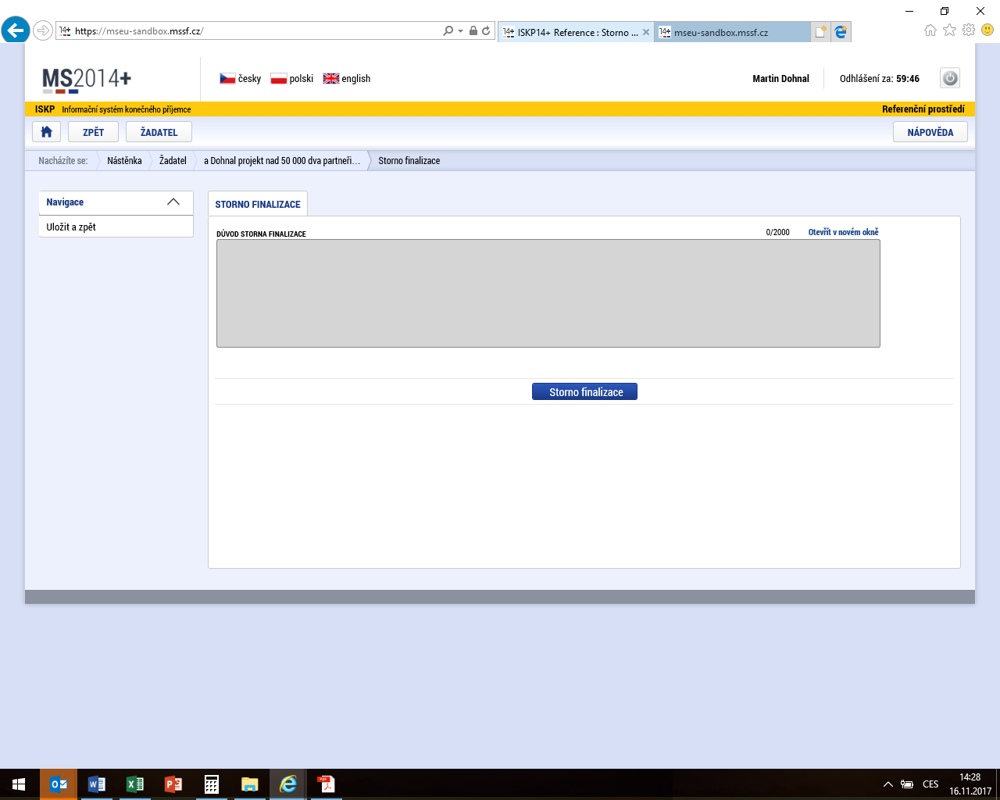 https://mseu-sandbox.mssf.cz/
ISKP14+ Reference : Storno ...
mseu-sandbox.mssf.cz
MS2014+
česky
polski
english
Martin Dohnal
Odhlášení za: 59:46
ISKP Informační systém konečného příjemce
Referenční prostředí
ZPĚT
ŽADATEL
NÁPOVĚDA
Nacházíte se:
Nástěnka
Žadatel
a Dohnal projekt nad 50 000 dva partneři...
Storno finalizace
Navigace
Uložit a zpět
STORNO FINALIZACE
DŮVOD STORNA FINALIZACE
0/2000
Otevřít v novém okně
Storno finalizace
CES
14:28
16.11.2017